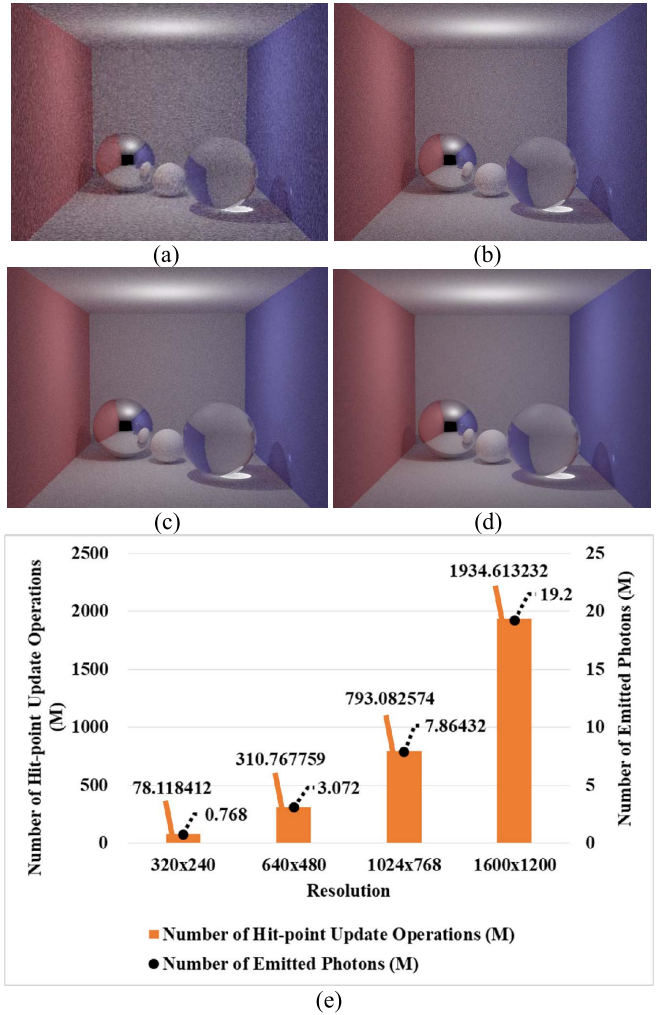 (a) (b)
(c) (d)
Number of Hit-point Update Operations
(M)
2500
2000
1500
1000
500
0
78.118412
310.767759
793.082574
1934.613232
0.768
3.072
7.86432
19.2
25
20
15
10
5
0
Number of Emitted Photons (M)
320x240 640x480 1024x768 1600x1200
Resolution
Number of Hit-point Update Operations (M)
Number of Emitted Photons (M)
(e)